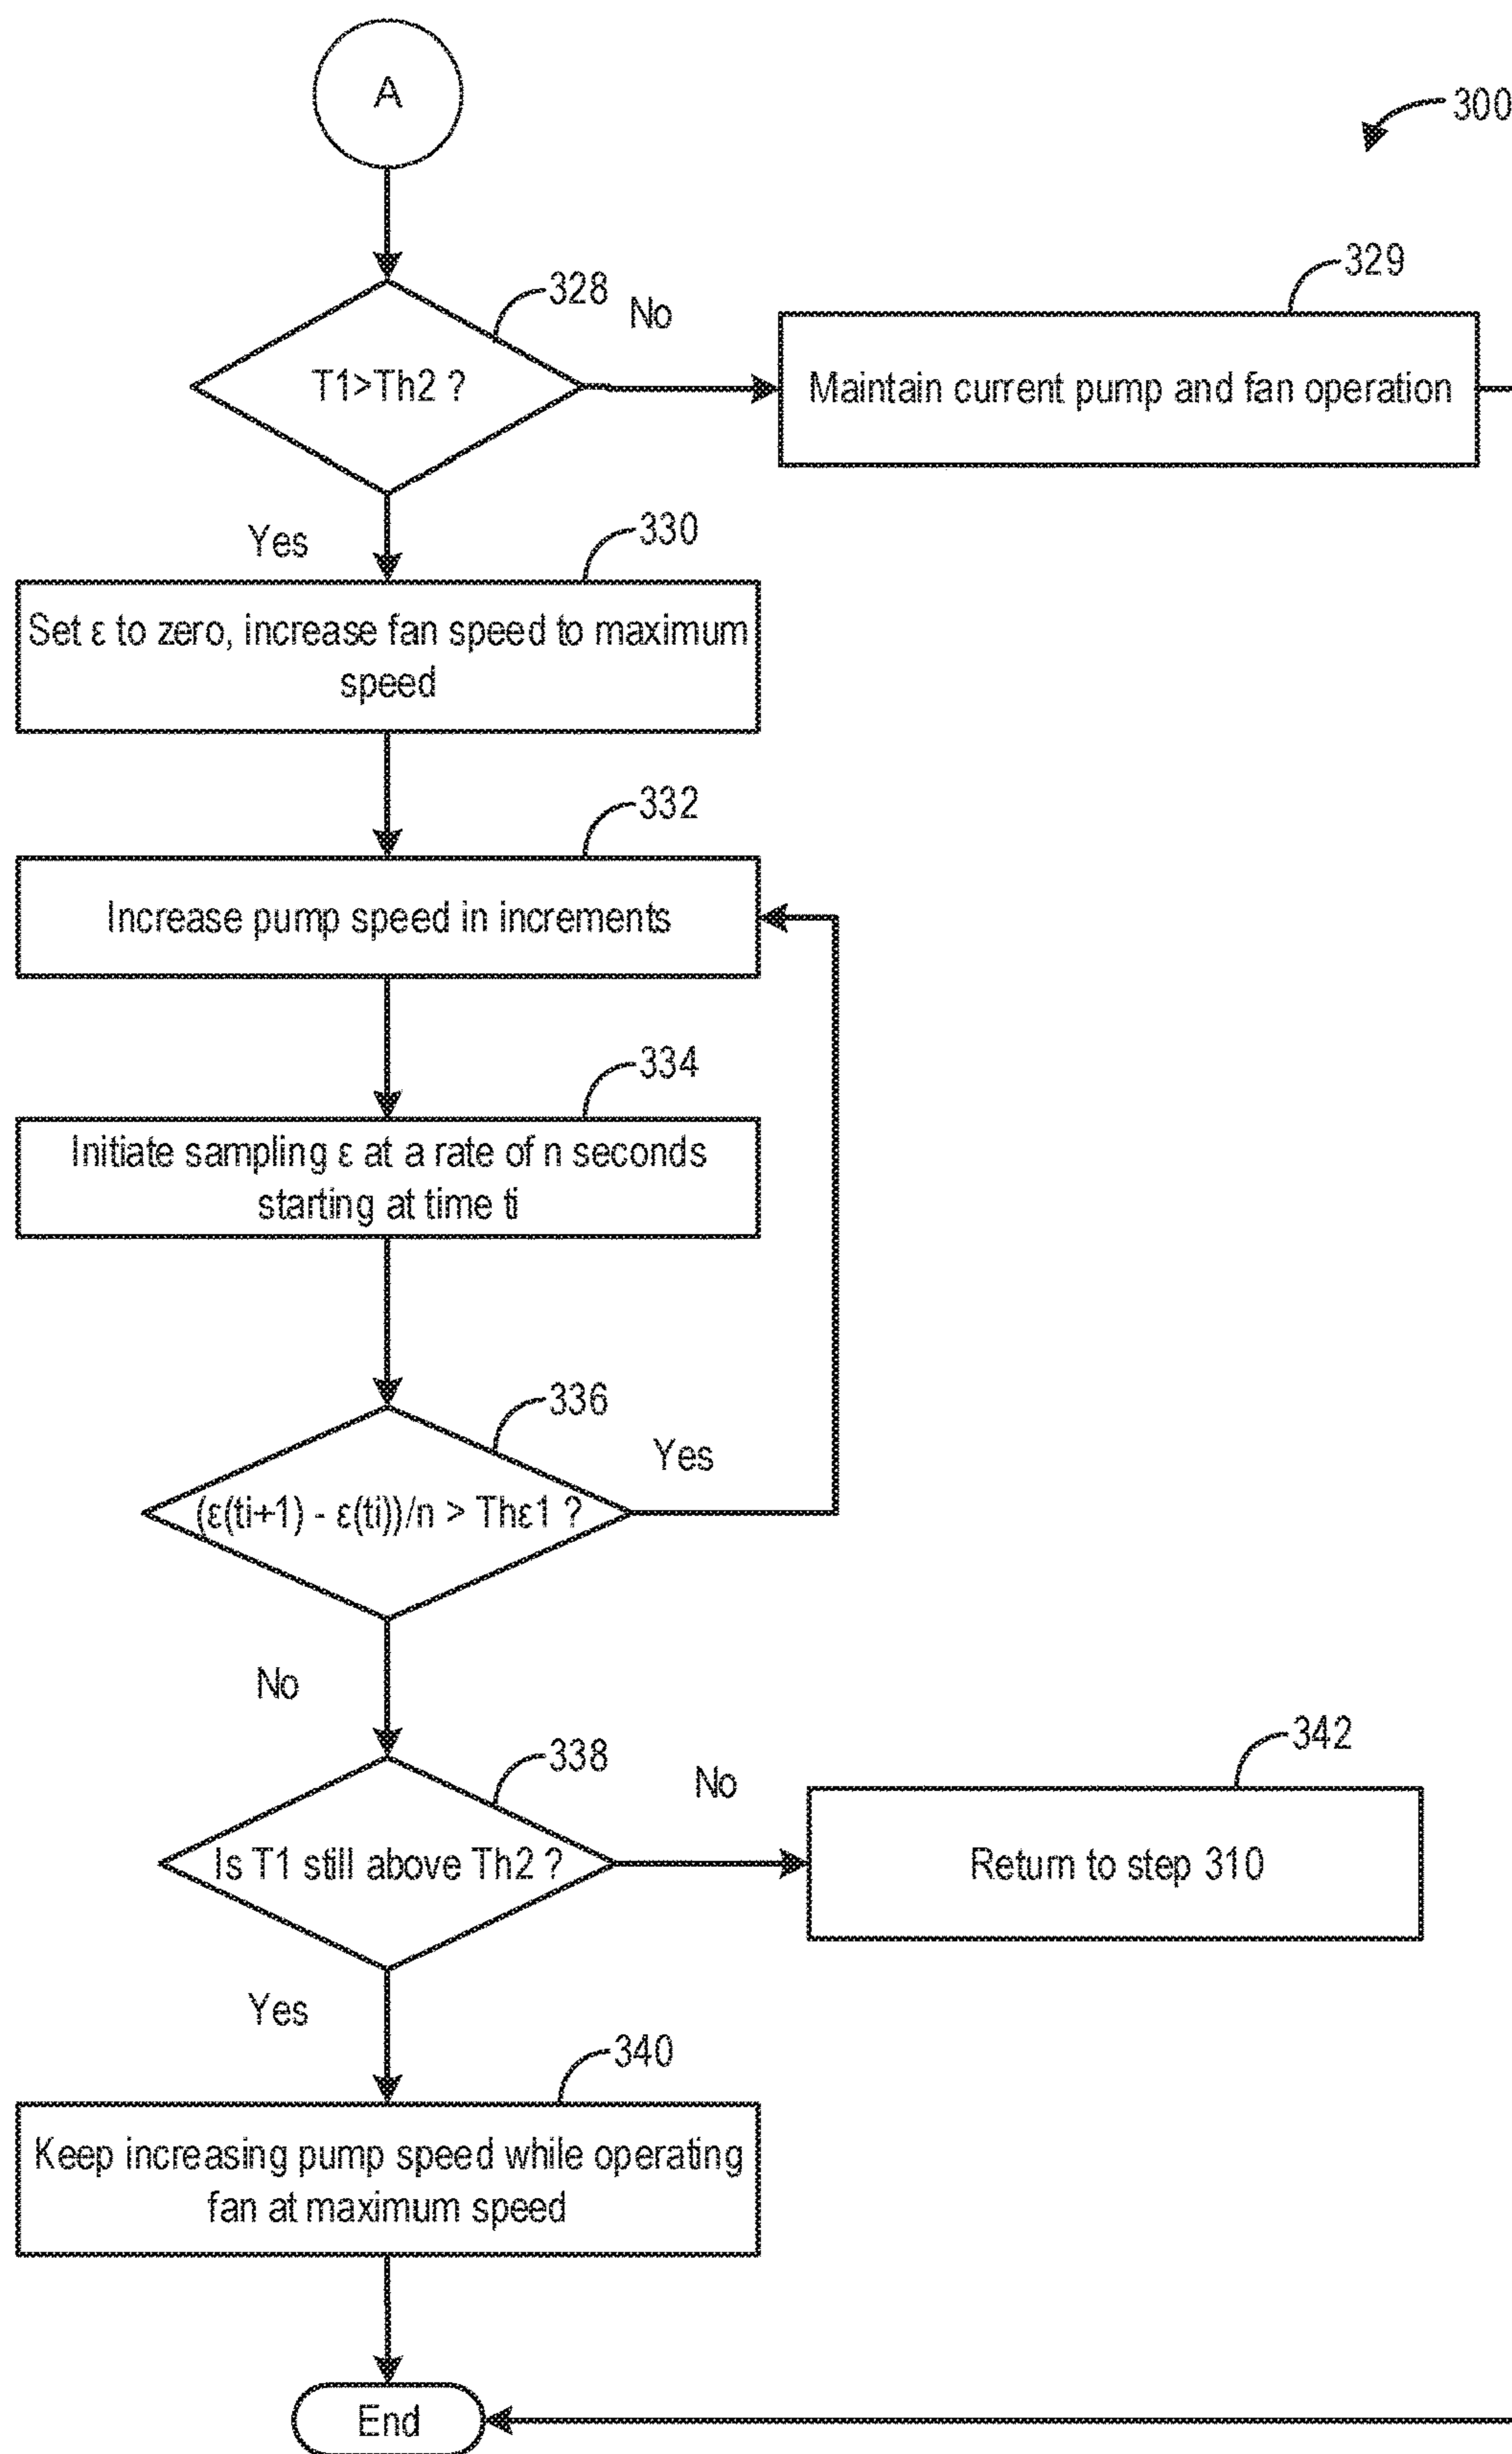 A
300
328
No
329
T1>Th2 ?
Maintain current pump and fan operation
Yes
330
Set ε to zero, increase fan speed to maximum
speed
332
Increase pump speed in increments
334
Initiate sampling ε at a rate of n seconds
starting at time ti
336
Yes
(ε(ti+1) - ε(ti))/n > Thε1 ?
No
338
No
342
Is T1 still above Th2 ?
Return to step 310
Yes
340
Keep increasing pump speed while operating
fan at maximum speed
End